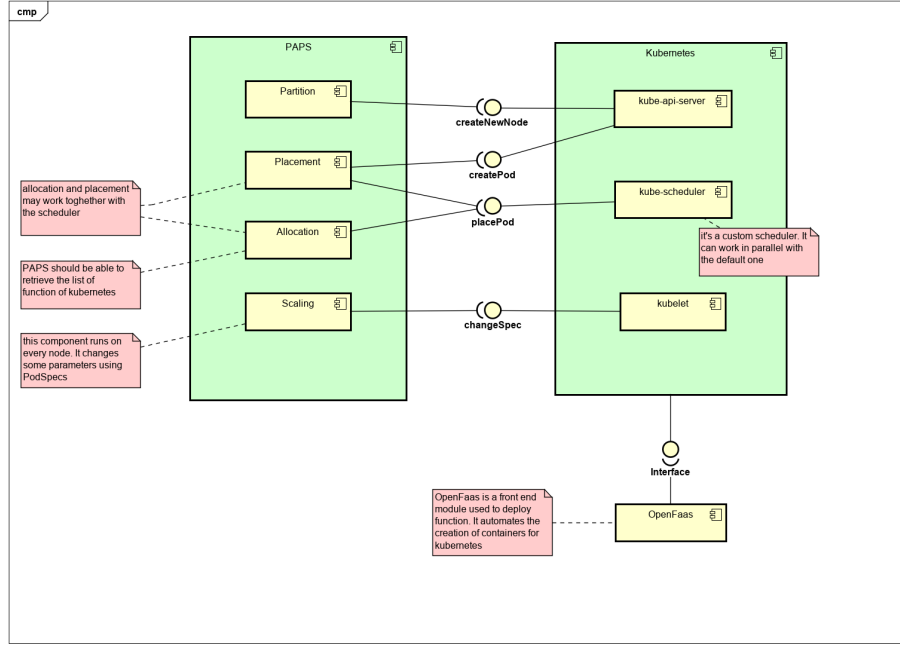 cmp
PAPS
Kubernetes
Partition
kube-api-server
createNewNode
Placement
createPod
allocation and placement
may work toghether with
the scheduler
kube-scheduler
placePod
Allocation
it's a custom scheduler. It
can work in parallel with
the default one
PAPS should be able to
retrieve the list of
function of kubernetes
Scaling
kubelet
changeSpec
this component runs on
every node. It changes
some parameters using
PodSpecs
Interface
OpenFaas is a front end
module used to deploy
function. It automates the
creation of containers for
kubernetes
OpenFaas